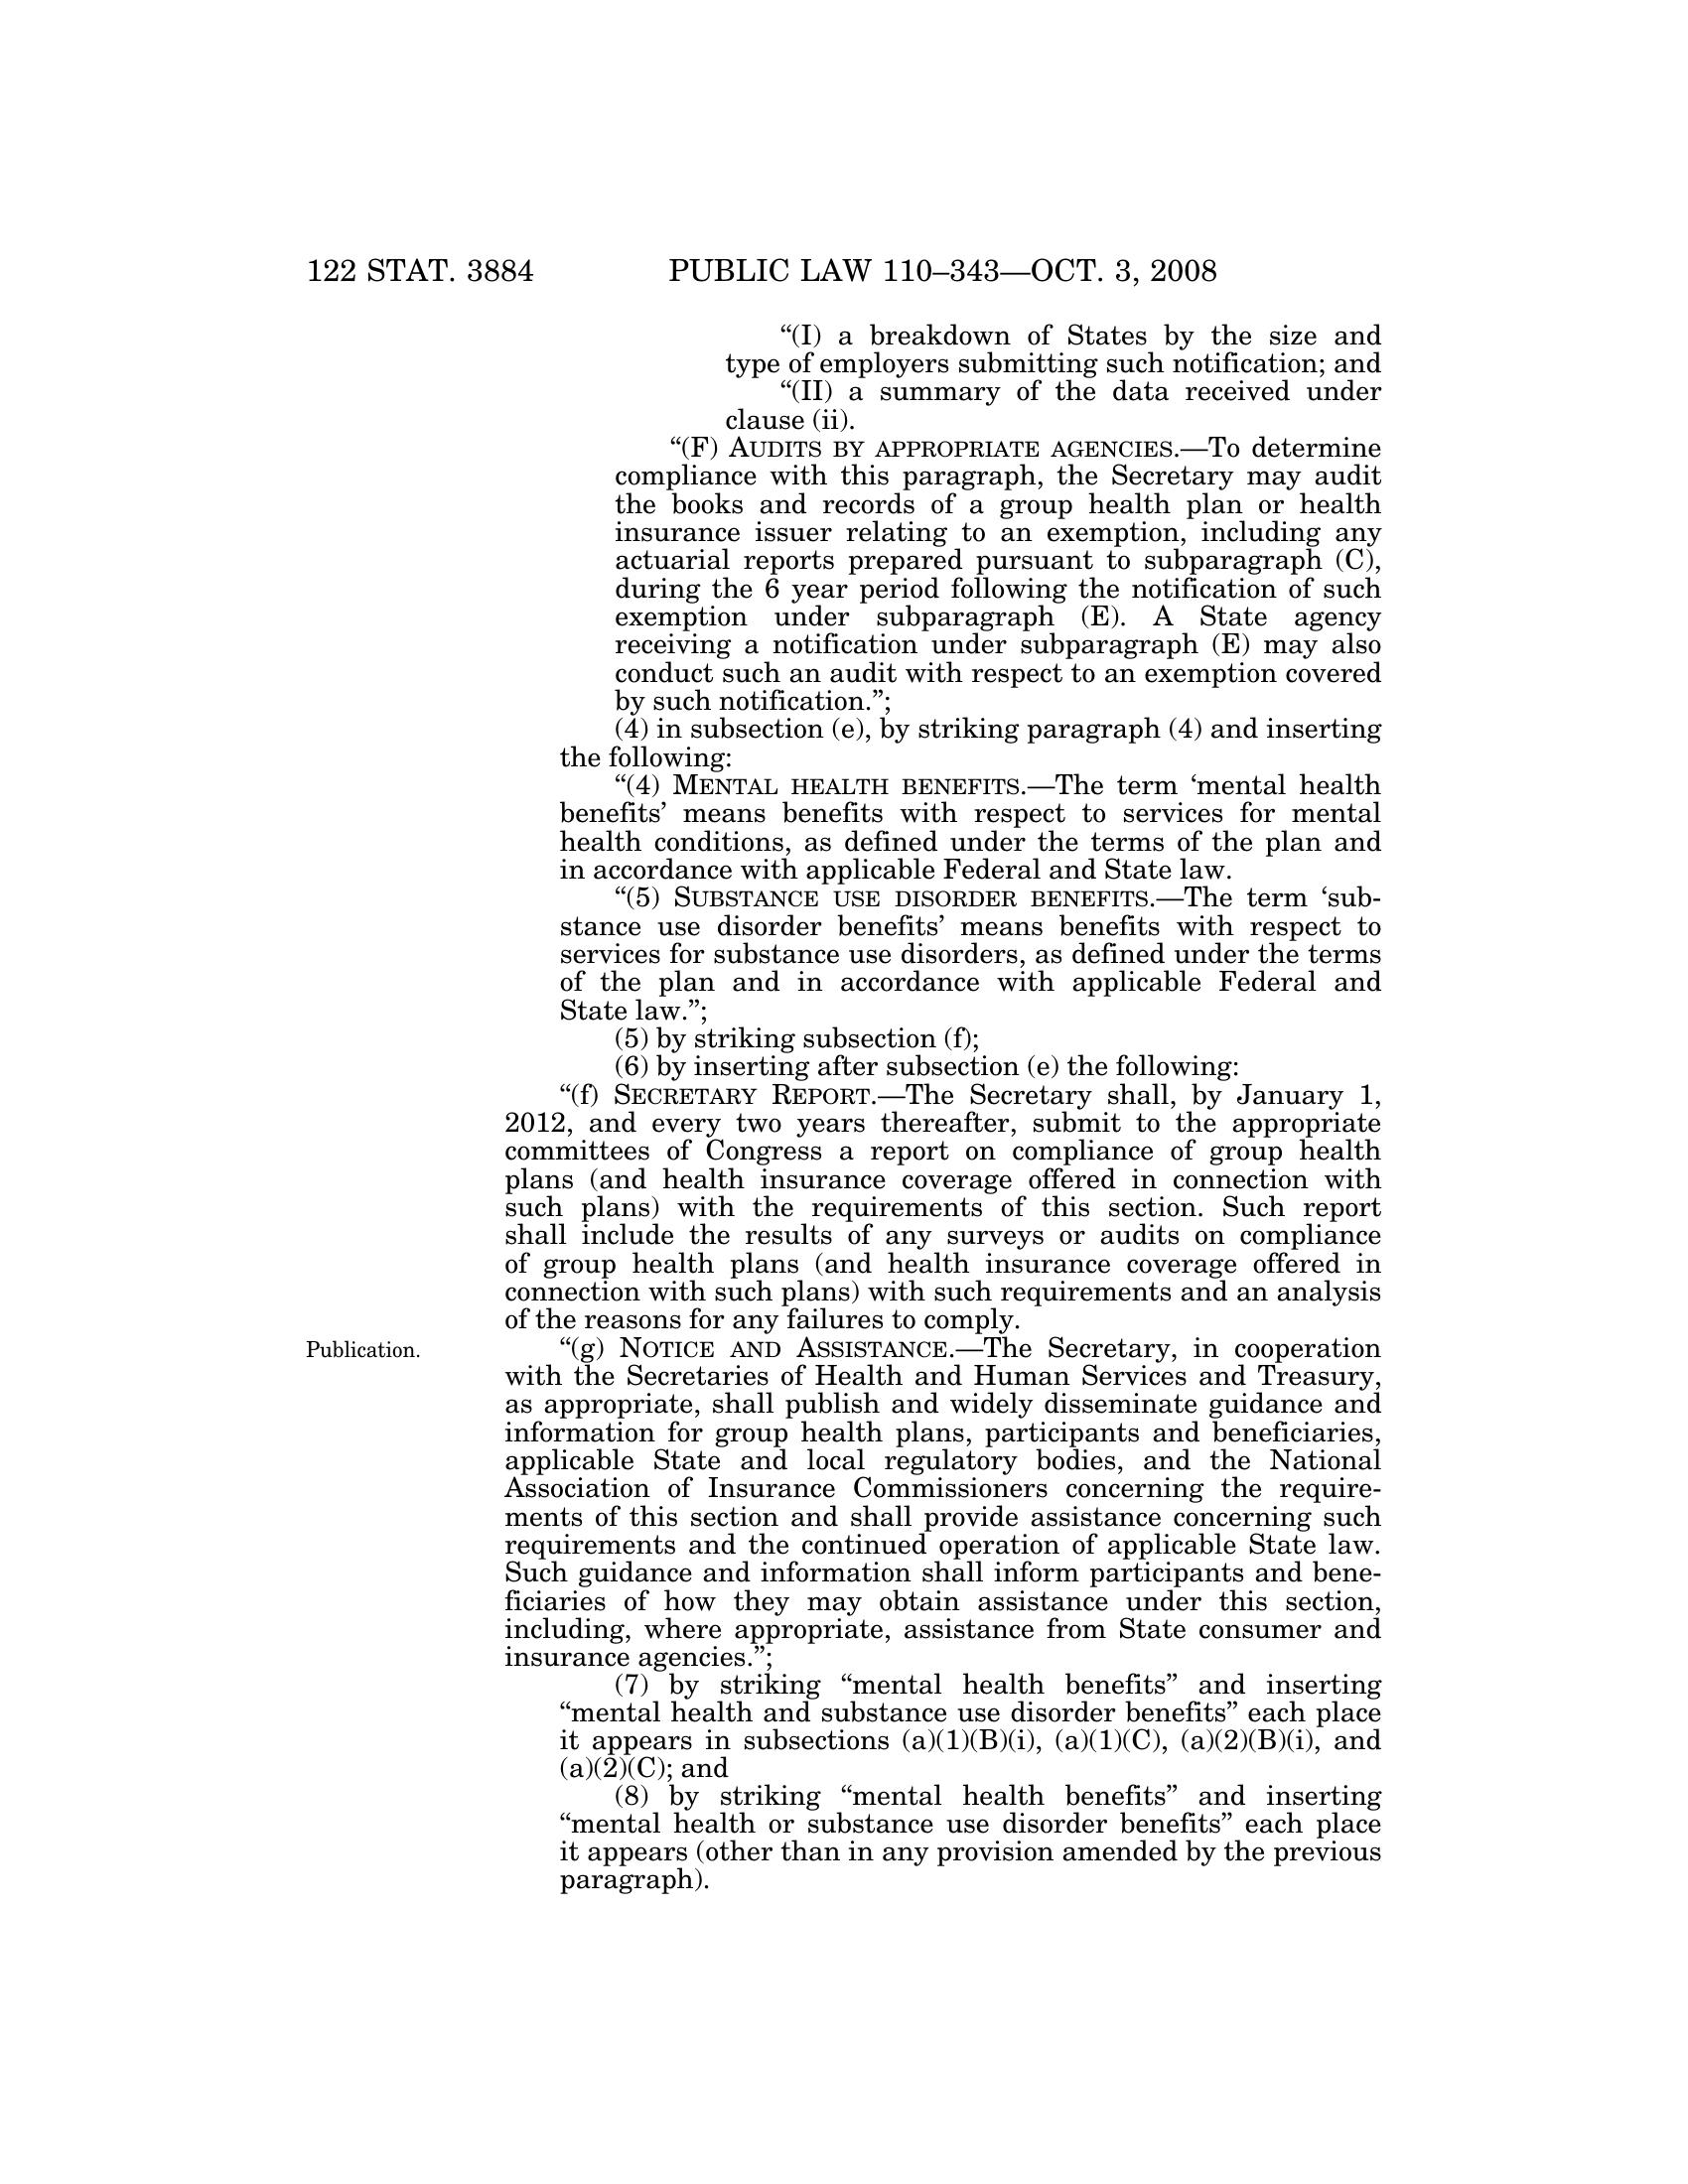 122 STAT. 3884 PUBLIC LAW 110–343—OCT. 3, 2008
“(I) a breakdown of States by the size and
type of employers submitting such notification; and
“(II) a summary of the data received under
clause (ii).
“(F) AUDITS BY APPROPRIATE AGENCIES.—To determine
compliance with this paragraph, the Secretary may audit
the books and records of a group health plan or health
insurance issuer relating to an exemption, including any
actuarial reports prepared pursuant to subparagraph (C),
during the 6 year period following the notification of such
exemption under subparagraph (E). A State agency
receiving a notification under subparagraph (E) may also
conduct such an audit with respect to an exemption covered
by such notification.”;
(4) in subsection (e), by striking paragraph (4) and inserting
the following:
“(4) MENTAL HEALTH BENEFITS.—The term ‘mental health
benefits’ means benefits with respect to services for mental
health conditions, as defined under the terms of the plan and
in accordance with applicable Federal and State law.
“(5) SUBSTANCE USE DISORDER BENEFITS.—The term ‘sub-
stance use disorder benefits’ means benefits with respect to
services for substance use disorders, as defined under the terms
of the plan and in accordance with applicable Federal and
State law.”;
(5) by striking subsection (f);
(6) by inserting after subsection (e) the following:
“(f) SECRETARY REPORT.—The Secretary shall, by January 1,
2012, and every two years thereafter, submit to the appropriate
committees of Congress a report on compliance of group health
plans (and health insurance coverage offered in connection with
such plans) with the requirements of this section. Such report
shall include the results of any surveys or audits on compliance
of group health plans (and health insurance coverage offered in
connection with such plans) with such requirements and an analysis
of the reasons for any failures to comply.
Publication.
“(g) NOTICE AND ASSISTANCE.—The Secretary, in cooperation
with the Secretaries of Health and Human Services and Treasury,
as appropriate, shall publish and widely disseminate guidance and
information for group health plans, participants and beneficiaries,
applicable State and local regulatory bodies, and the National
Association of Insurance Commissioners concerning the require-
ments of this section and shall provide assistance concerning such
requirements and the continued operation of applicable State law.
Such guidance and information shall inform participants and bene-
ficiaries of how they may obtain assistance under this section,
including, where appropriate, assistance from State consumer and
insurance agencies.”;
(7) by striking “mental health benefits” and inserting
“mental health and substance use disorder benefits” each place
it appears in subsections (a)(1)(B)(i), (a)(1)(C), (a)(2)(B)(i), and
(a)(2)(C); and
(8) by striking “mental health benefits” and inserting
“mental health or substance use disorder benefits” each place
it appears (other than in any provision amended by the previous
paragraph).